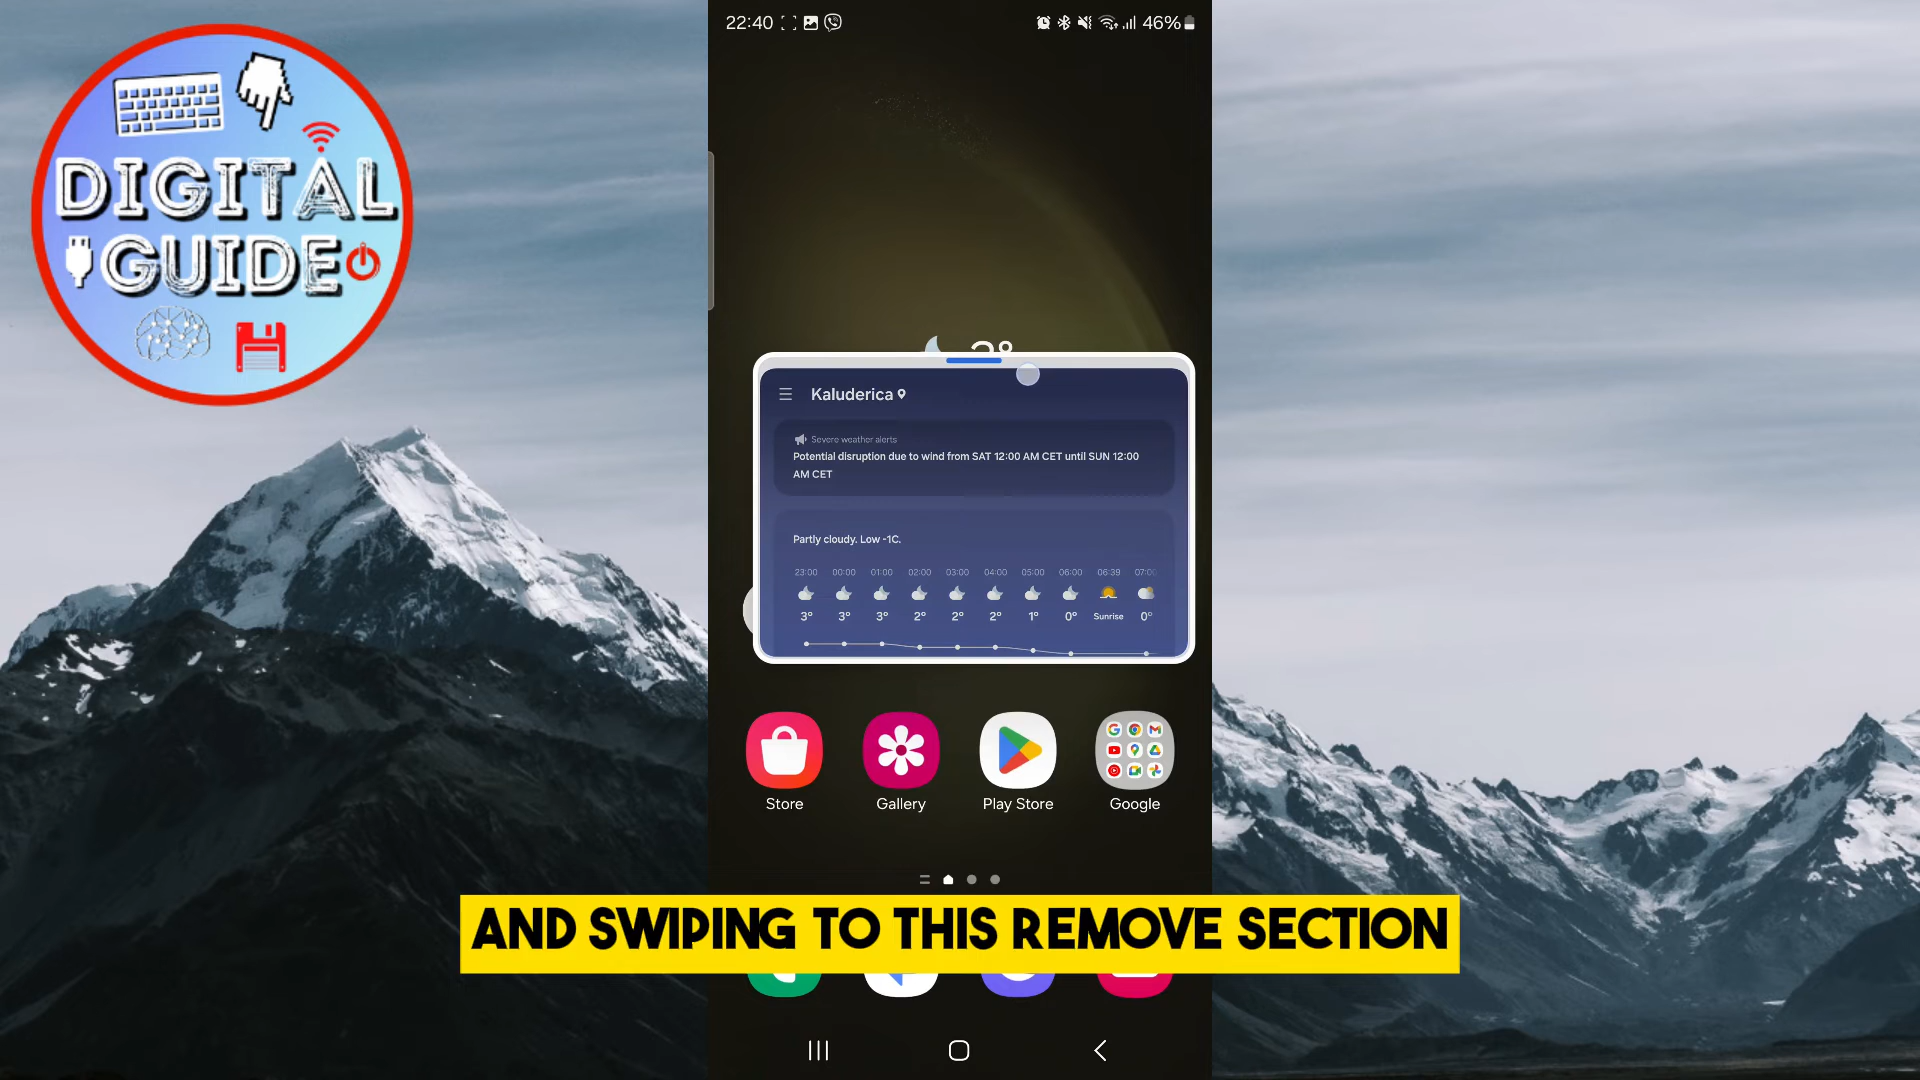 DIGITAL
GUIDE
22:40
46%
3°
Kaluderica
Severe weather alerts
Potential disruption due to wind from SAT 12:00 AM CET until SUN 12:00
AM CET
Partly cloudy. Low -1C.
23:00 00:00 01:00 02:00 03:00 04:00 05:00 06:00 06:39 07:00
3° 3° 3° 2° 2° 2° 1° 0° Sunrise 0°
Store Gallery Play Store Google
AND SWIPING TO THIS REMOVE SECTION